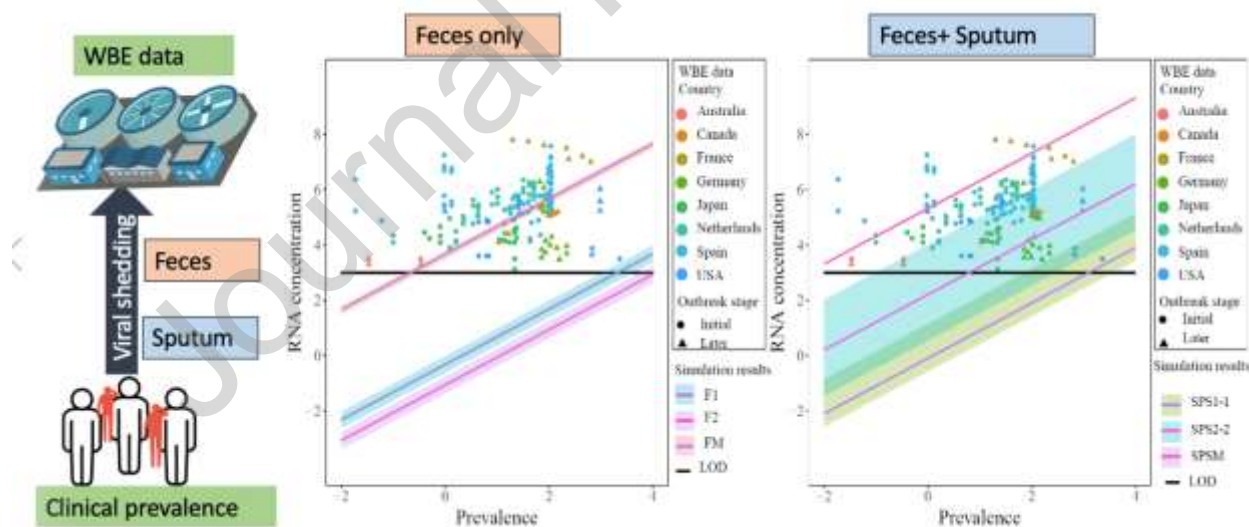 WBE data
Viral shedding
Feces
Sputum
Clinical prevalence
Journal
Feces only
RNA concentration
8
6
4
2
0
-2
-2
0
2
4
Prevalence
WBE data
Country
Australia
Canada
France
Germany
Japan
Netherlands
Spain
USA
Outbreak stage
Initial
Later
Simulation results
F1
F2
FM
LOD
Feces+ Sputum
RNA concentration
8
6
4
2
0
-2
-2
0
2
4
Prevalence
WBE data
Country
Australia
Canada
France
Germany
Japan
Netherlands
Spain
USA
Outbreak stage
Initial
Later
Simulation results
SPS1-1
SPS2-2
SPSM
LOD